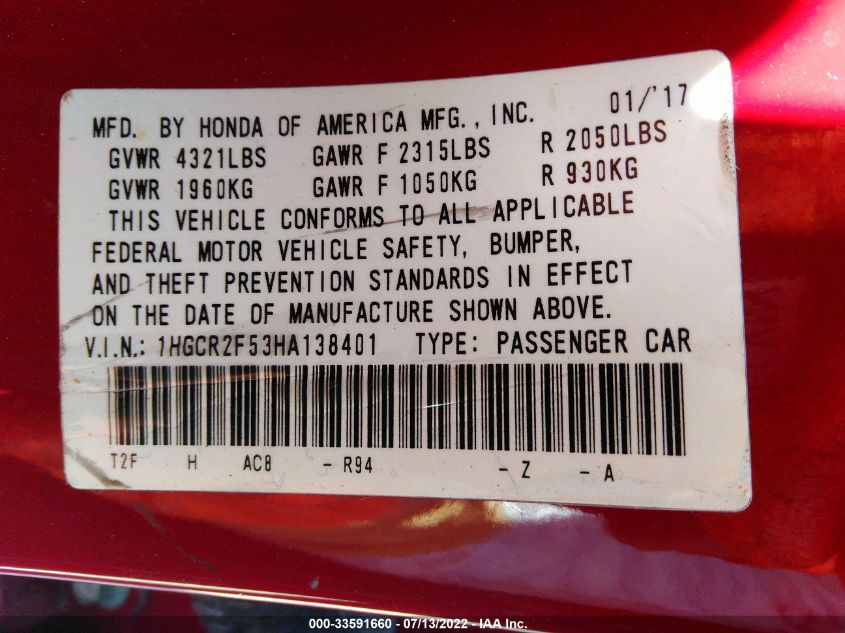 MFD. BY HONDA OF AMERICA MFG., INC. 01/'17
GVWR 4321LBS GAWR F 2315LBS R 2050LBS
GVWR 1960KG GAWR F 1050KG R 930KG
THIS VEHICLE CONFORMS TO ALL APPLICABLE
FEDERAL MOTOR VEHICLE SAFETY, BUMPER,
AND THEFT PREVENTION STANDARDS IN EFFECT
ON THE DATE OF MANUFACTURE SHOWN ABOVE.
V.I.N.: 1HGCR2F53HA138401 TYPE: PASSENGER CAR
T2F H AC8 - R94 - Z - A
000-33591660 - 07/13/2022 - IAA Inc.